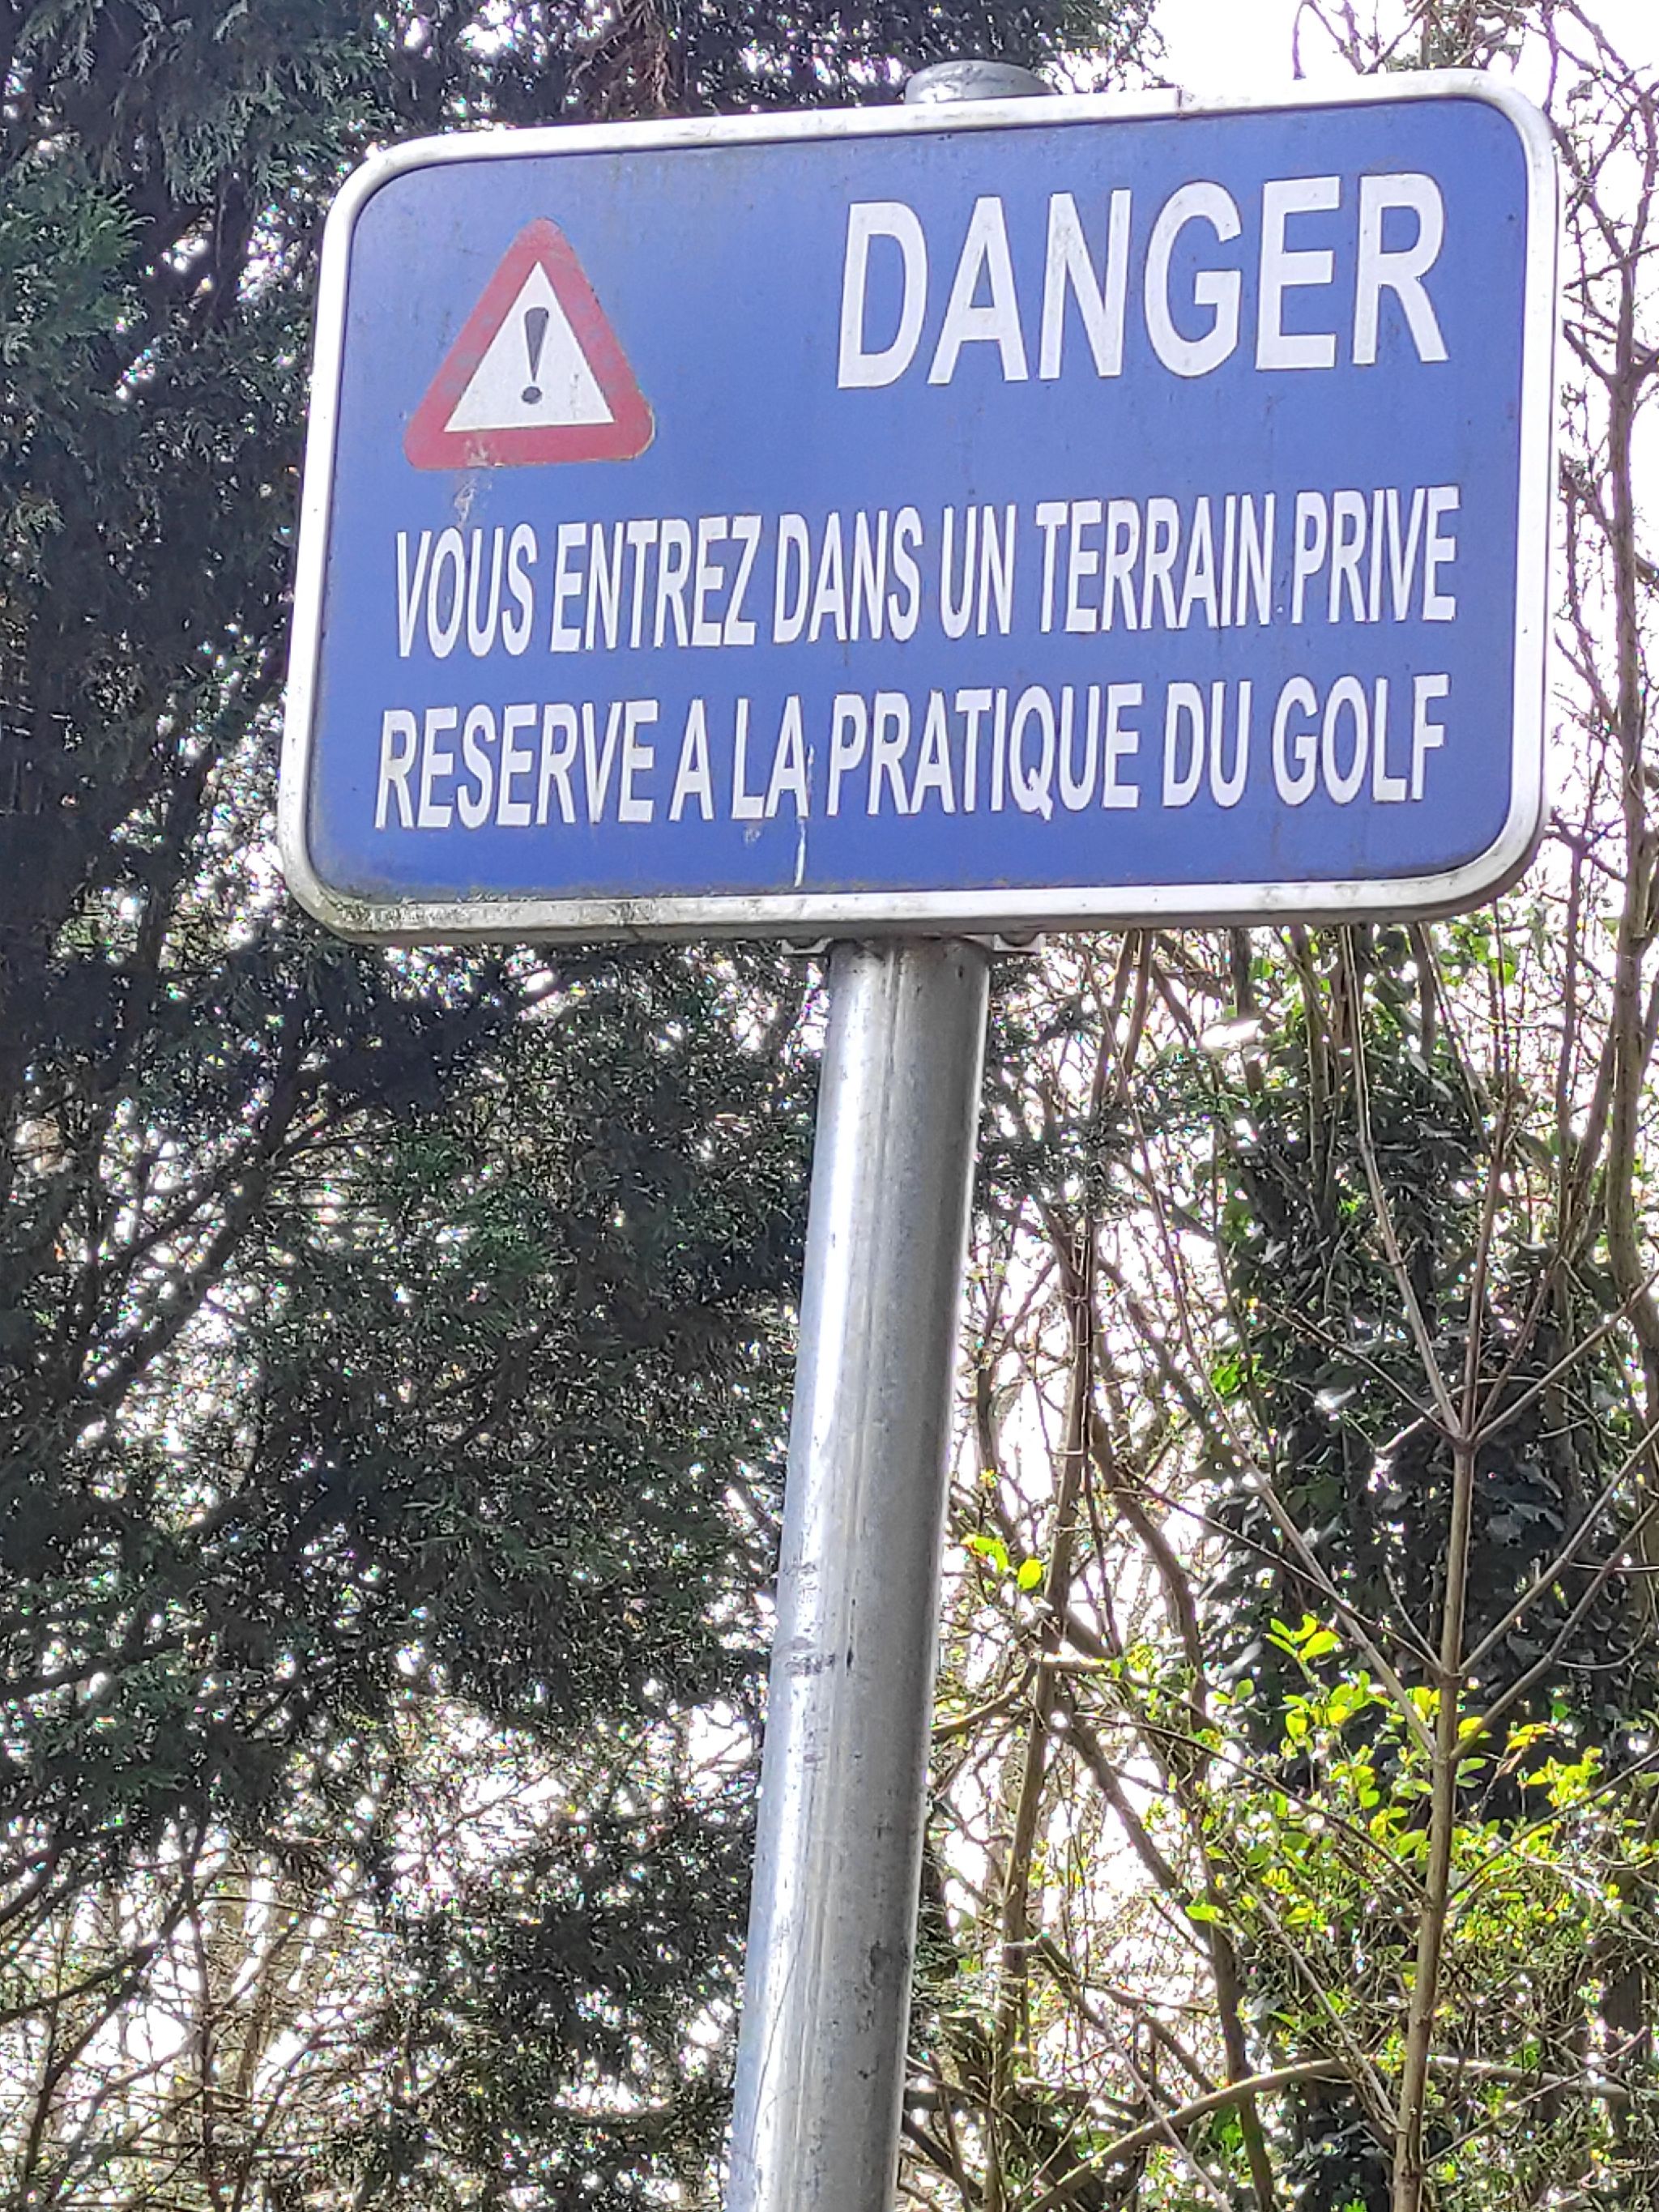 DANGER
VOUS ENTREZ DANS UN TERRAIN PRIVE
RESERVE A LA PRATIQUE DU GOLF